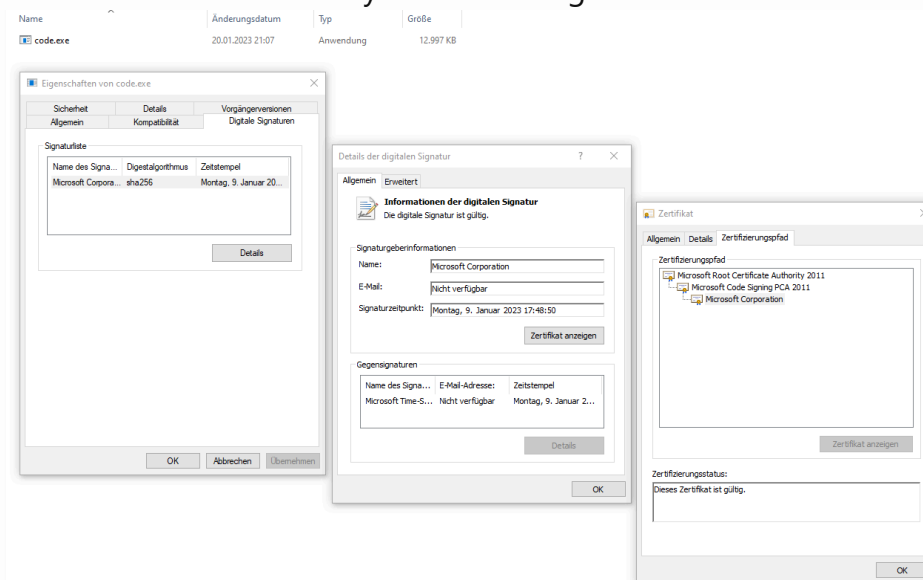 Name Änderungsdatum Typ Größe
code.exe 20.01.2023 21:07 Anwendung 12.997 KB
Eigenschaften von code.exe
Sicherheit Details Vorgängerversionen
Allgemein Kompatibilität Digitale Signaturen
Signaturliste
Name des Signa... Digestalgorithmus Zeitstempel
Microsoft Corpora... sha256 Montag, 9. Januar 20...
Details
OK Abbrechen Übernehmen
Details der digitalen Signatur ?
Allgemein Erweitert
Informationen der digitalen Signatur
Die digitale Signatur ist gültig.
Signaturgeberinformationen
Name: Microsoft Corporation
E-Mail: Nicht verfügbar
Signaturzeitpunkt: Montag, 9. Januar 2023 17:48:50
Zertifikat anzeigen
Gegensignaturen
Name des Signa... E-Mail-Adresse: Zeitstempel
Microsoft Time-S... Nicht verfügbar Montag, 9. Januar 2...
Details
OK
Zertifikat
Allgemein Details Zertifizierungspfad
Zertifizierungspfad
Microsoft Root Certificate Authority 2011
Microsoft Code Signing PCA 2011
Microsoft Corporation
Zertifikat anzeigen
Zertifizierungsstatus:
Dieses Zertifikat ist gültig.
OK